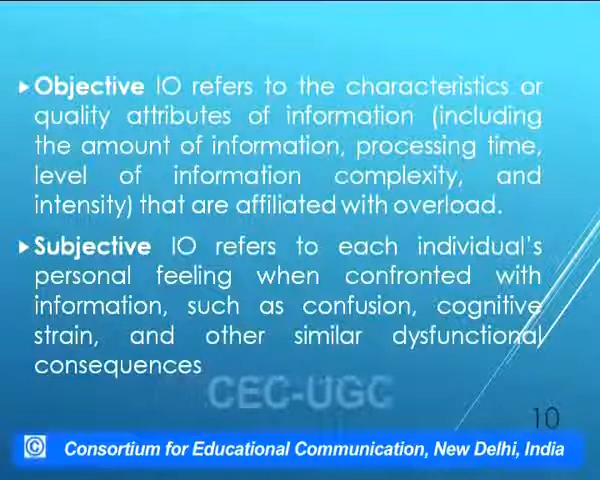 Objective IO refers to the characteristics or
quality attributes of information (including
the amount of information, processing time,
level of information complexity, and
intensity) that are affiliated with overload.
Subjective IO refers to each individual's
personal feeling when confronted with
information, such as confusion, cognitive
strain, and other similar dysfunctional
consequences
CEC-UGC
10
© Consortium for Educational Communication, New Delhi, India